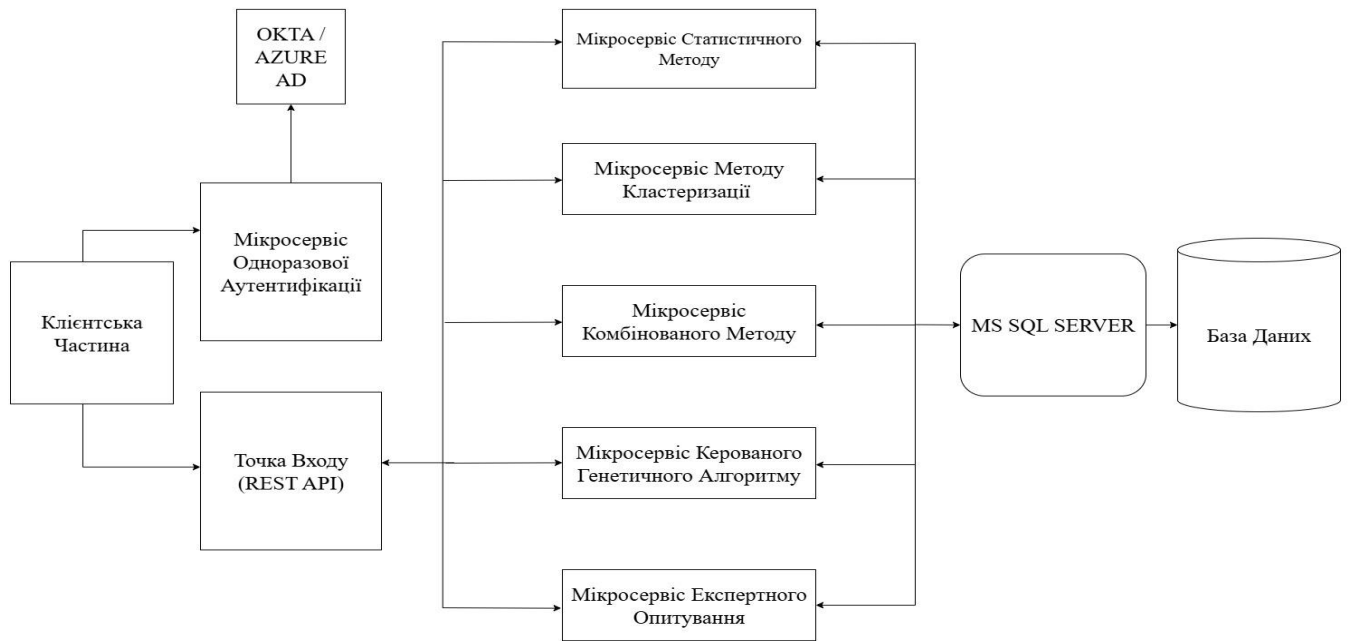 OKTA /
AZURE
AD
Мікросервіс Статистичного
Методу
Мікросервіс Методу
Кластеризації
Мікросервіс
Одноразової
Аутентифікації
Клієнтська
Частина
Мікросервіс
Комбінованого Методу
MS SQL SERVER
База Даних
Точка Входу
(REST API)
Мікросервіс Керованого
Генетичного Алгоритму
Мікросервіс Експертного
Опитування